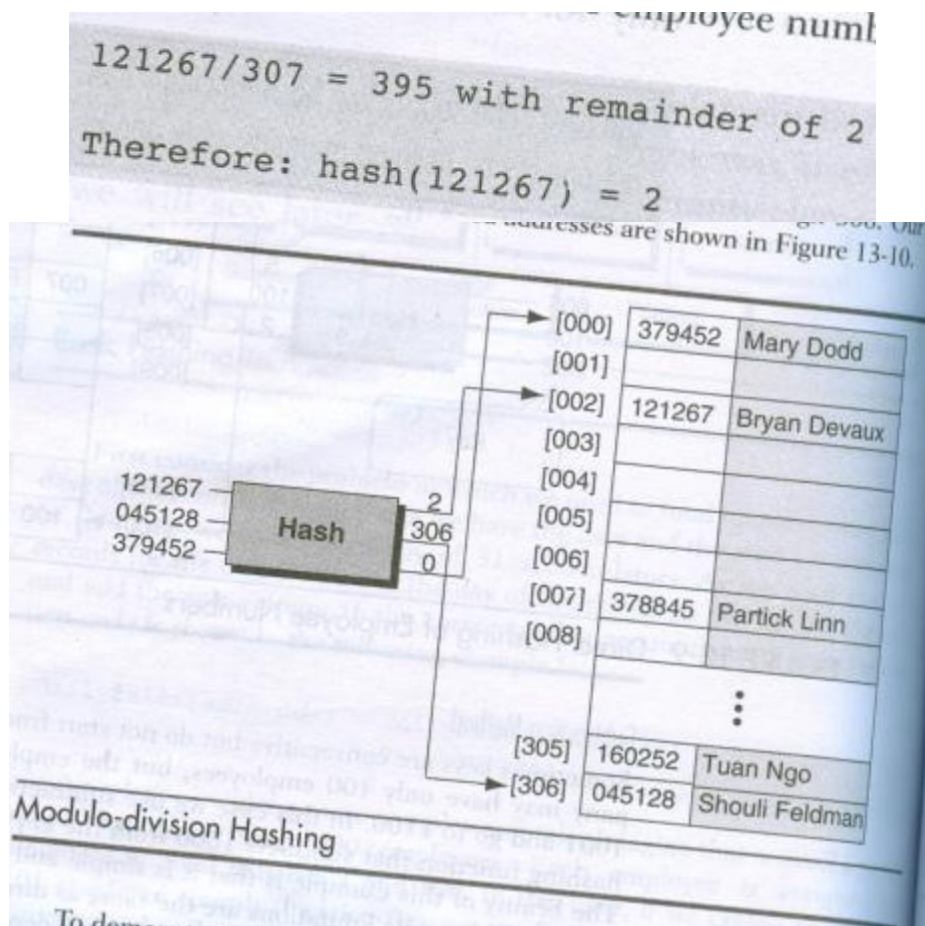 employee numb
121267/307 = 395 with remainder of 2
Therefore: hash(121267) = 2
addresses are shown in Figure 13-10.
[000] 379452 Mary Dodd
[001]
[002] 121267 Bryan Devaux
[003]
[004]
[005]
[006]
[007] 378845 Partick Linn
[008]
[305] 160252 Tuan Ngo
[306] 045128 Shouli Feldman
121267
045128
379452
Hash
2
306
0
Modulo-division Hashing